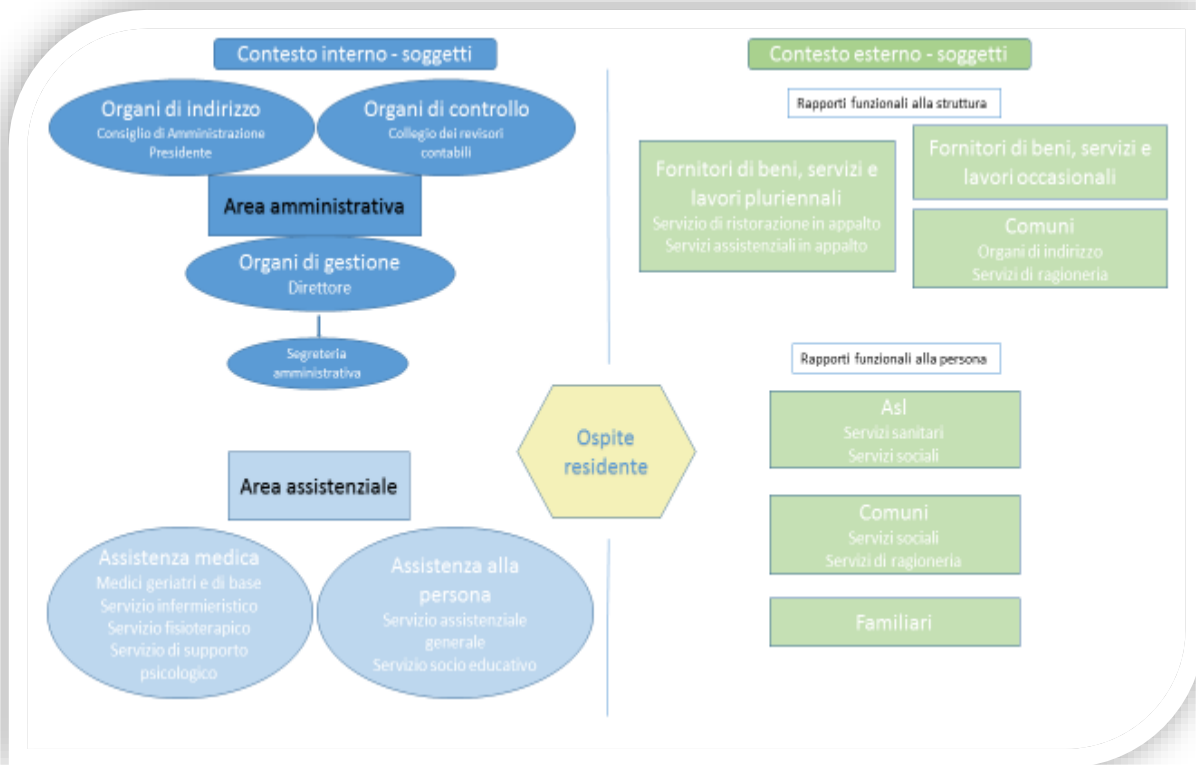 Contesto interno - soggetti
Organi di indirizzo
Consiglio di Amministrazione
Presidente
Organi di controllo
Collegio dei revisori
contabili
Area amministrativa
Organi di gestione
Direttore
Segreteria
amministrativa
Area assistenziale
Assistenza medica
Medici geriatri e di base
Servizio infermieristico
Servizio fisioterapico
Servizio di supporto
psicologico
Assistenza alla
persona
Servizio assistenziale
generale
Servizio socio educativo
Ospite
residente
Contesto esterno - soggetti
Rapporti funzionali alla struttura
Fornitori di beni, servizi e
lavori pluriennali
Servizio di ristorazione in appalto
Servizi assistenziali in appalto
Fornitori di beni, servizi e
lavori occasionali
Comuni
Organi di indirizzo
Servizi di ragioneria
Rapporti funzionali alla persona
Asl
Servizi sanitari
Servizi sociali
Comuni
Servizi sociali
Servizi di ragioneria
Familiari